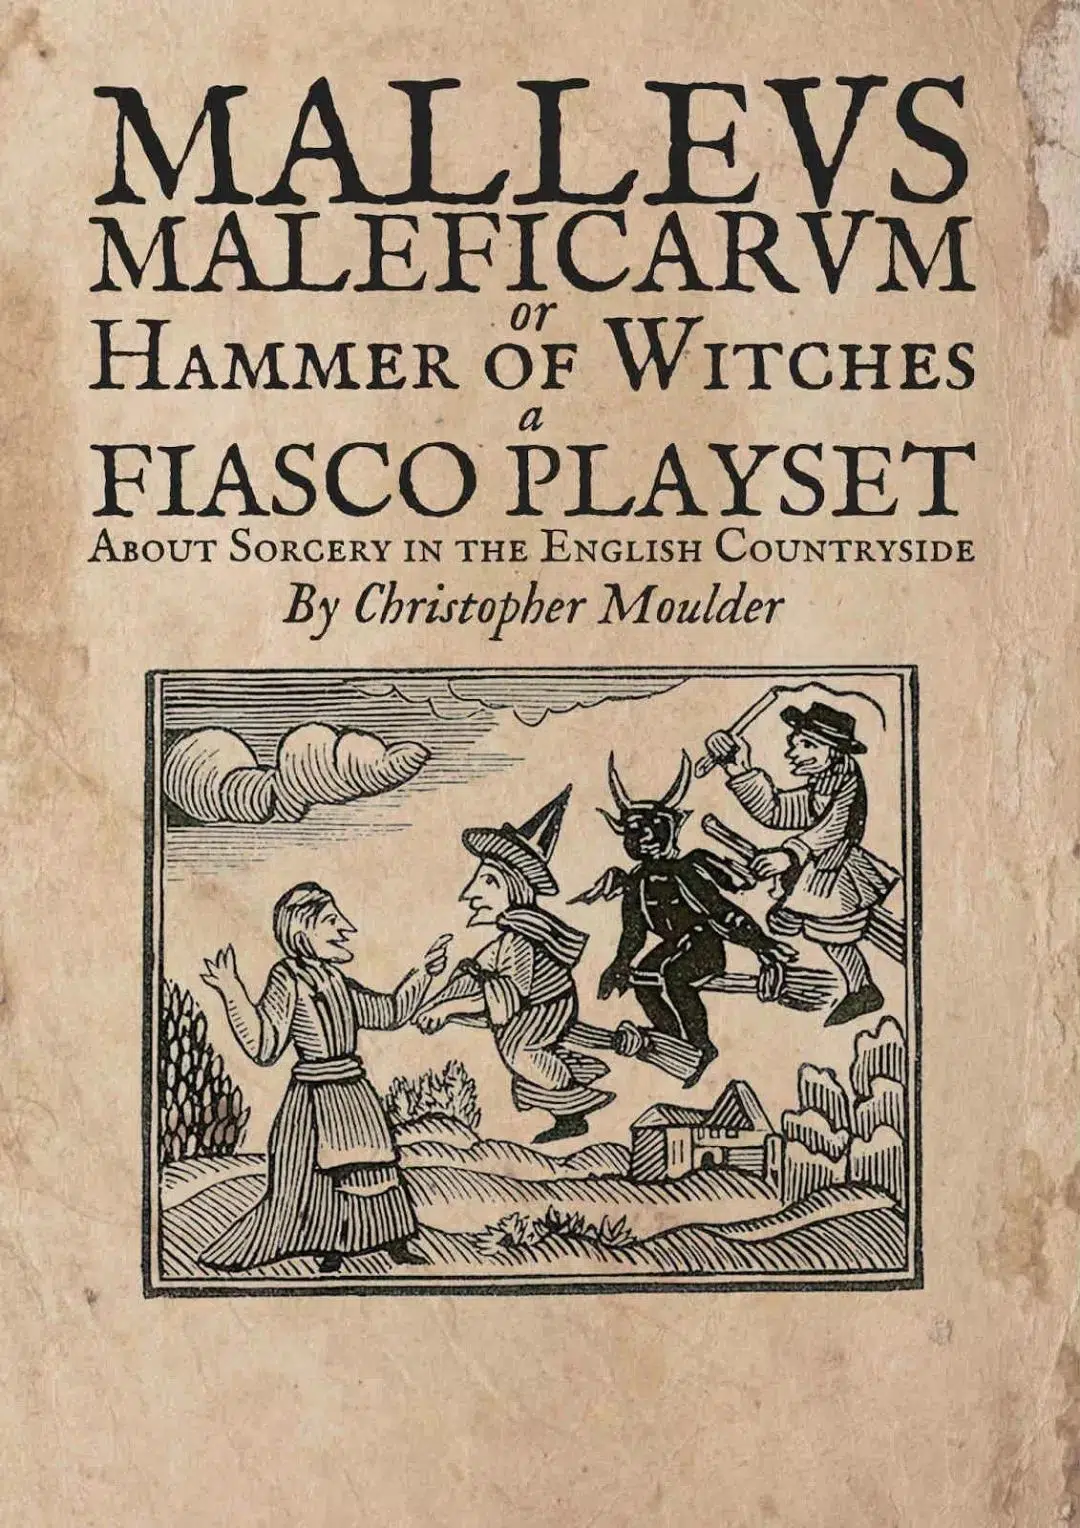 MALLEVS
MALEFICARVM
or
HAMMER OF WITCHES
a
FIASCO PLAYSET
ABOUT SORCERY IN THE ENGLISH COUNTRYSIDE
By Christopher Moulder